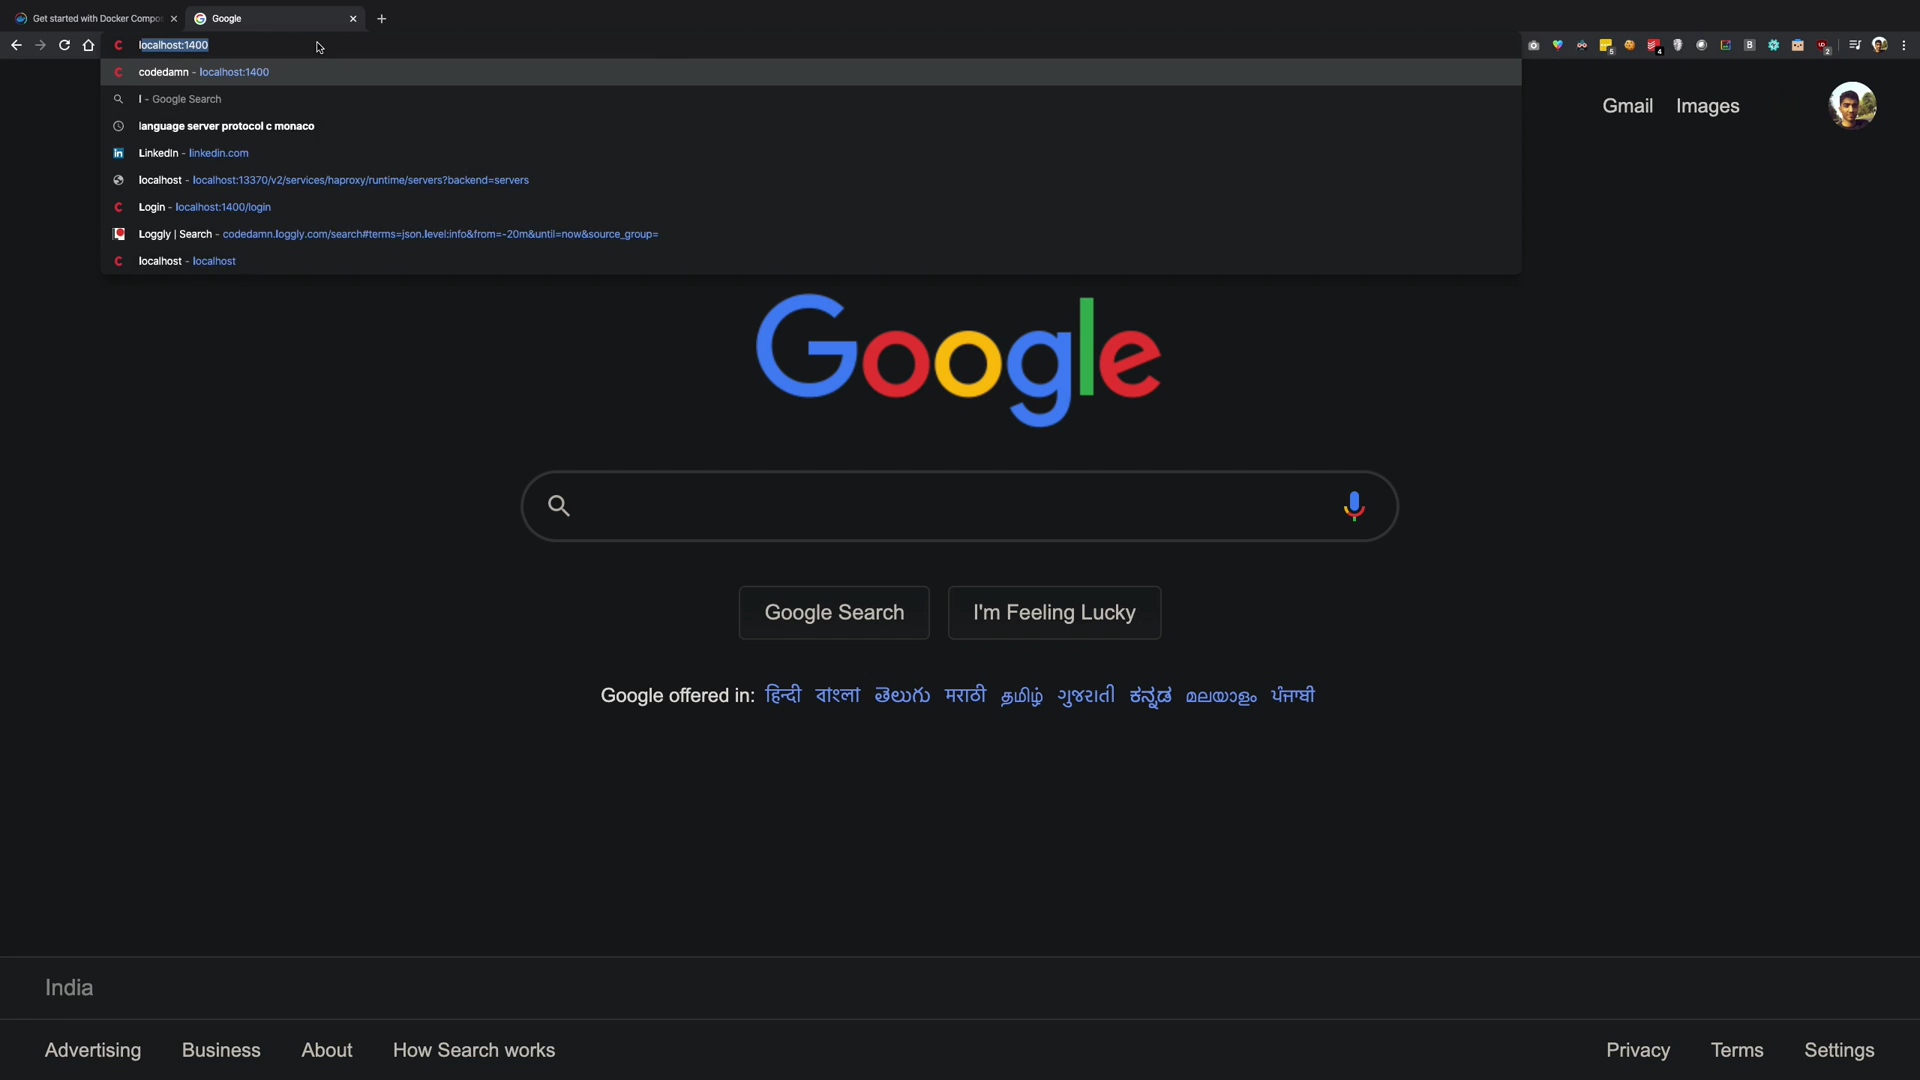 Get started with Docker Compo
Google
localhost:1400
codedamn - localhost:1400
l - Google Search
language server protocol c monaco
LinkedIn - linkedin.com
localhost - localhost:13370/v2/services/haproxy/runtime/servers?backend=servers
Login - localhost:1400/login
Loggly | Search - codedamn.loggly.com/search#terms=json.level:info&from=-20m&until=now&source_group=
localhost - localhost
Gmail Images
Google
Google Search I'm Feeling Lucky
Google offered in: हिन्दी বাংলা తెలుగు मराठी தமிழ் ગુજરાતી ಕನ್ನಡ മലയാളം ਪੰਜਾਬੀ
India
Advertising Business About How Search works Privacy Terms Settings